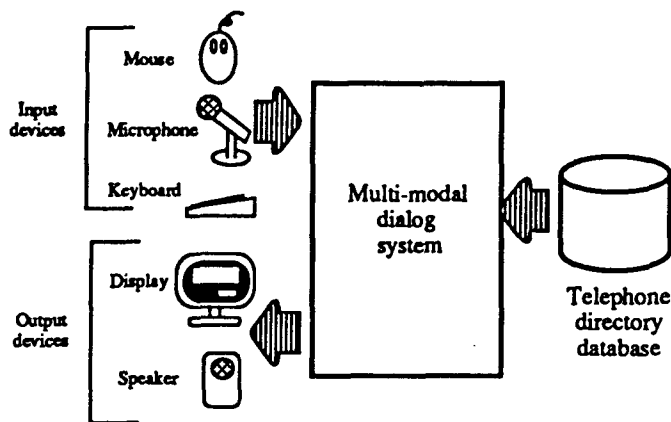 Mouse
Input
devices
Microphone
Keyboard
Multi-modal
dialog
system
Display
Output
devices
Speaker
Telephone
directory
database